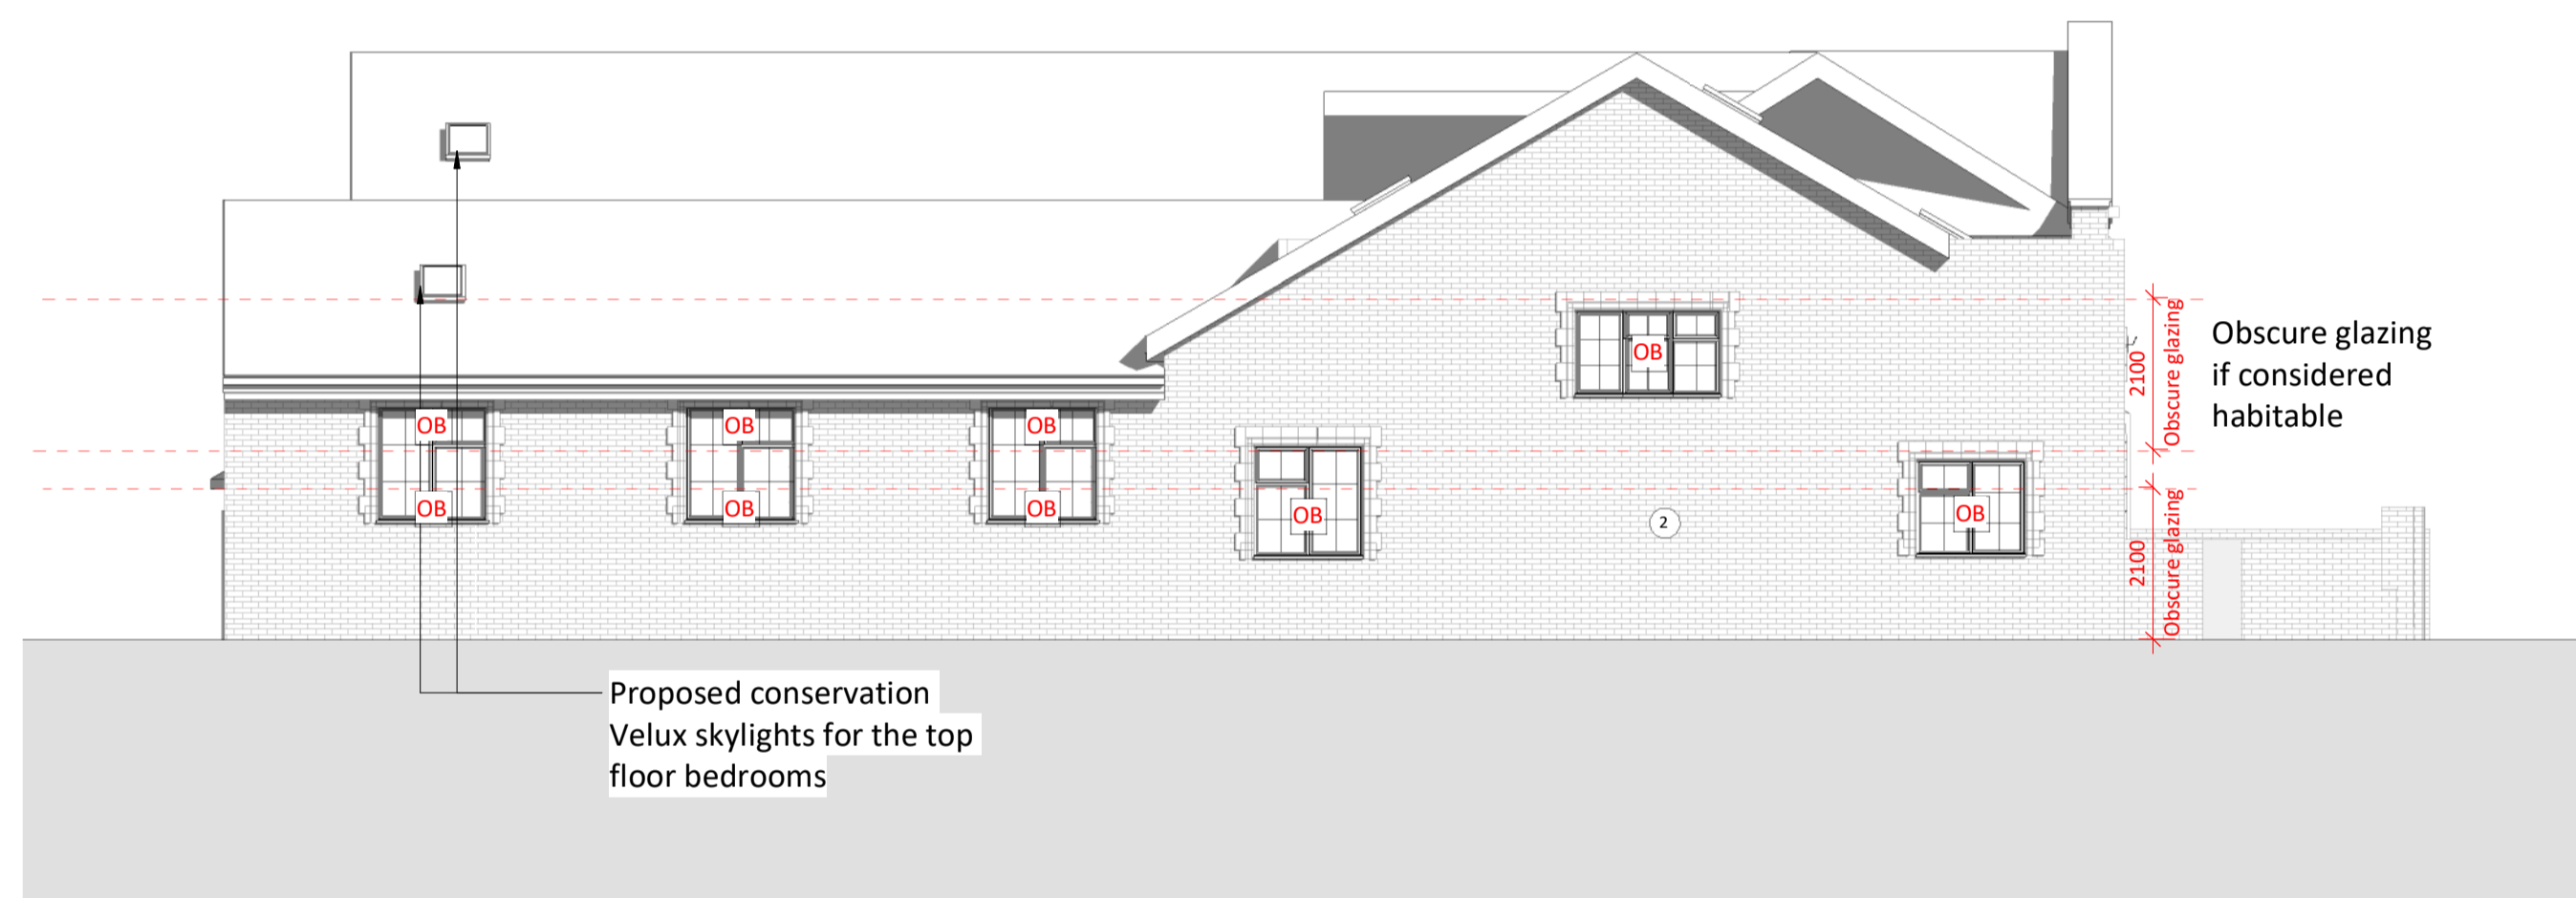 OB
2100
Obscure glazing
Obscure glazing
if considered
habitable
OB
OB
OB
OB
OB
OB
OB
OB
2
OB
2100
Obscure glazing
Proposed conservation
Velux skylights for the top
floor bedrooms